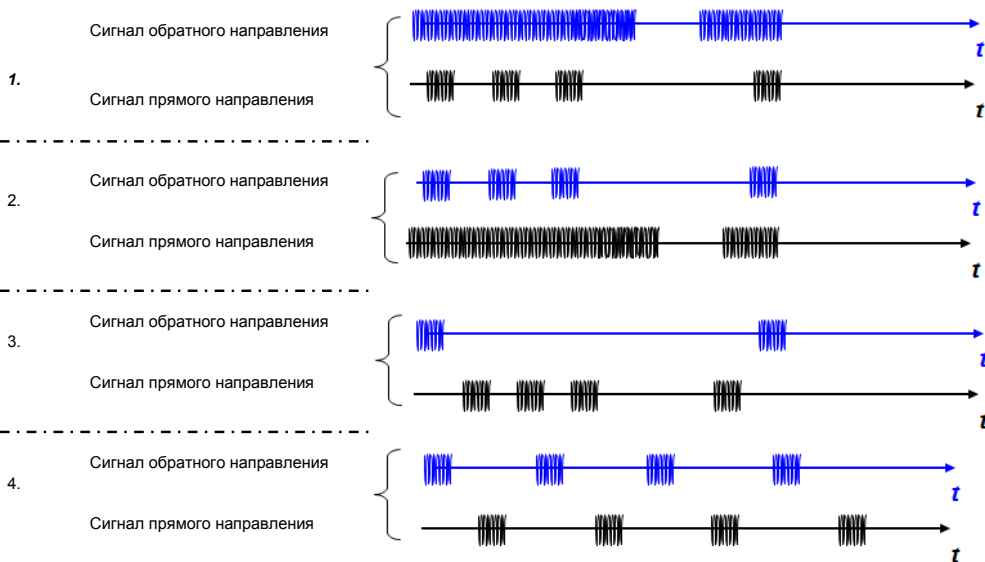 Сигнал обратного направления
t
1.
Сигнал прямого направления
t
Сигнал обратного направления
t
2.
Сигнал прямого направления
t
Сигнал обратного направления
t
3.
Сигнал прямого направления
t
Сигнал обратного направления
t
4.
Сигнал прямого направления
t